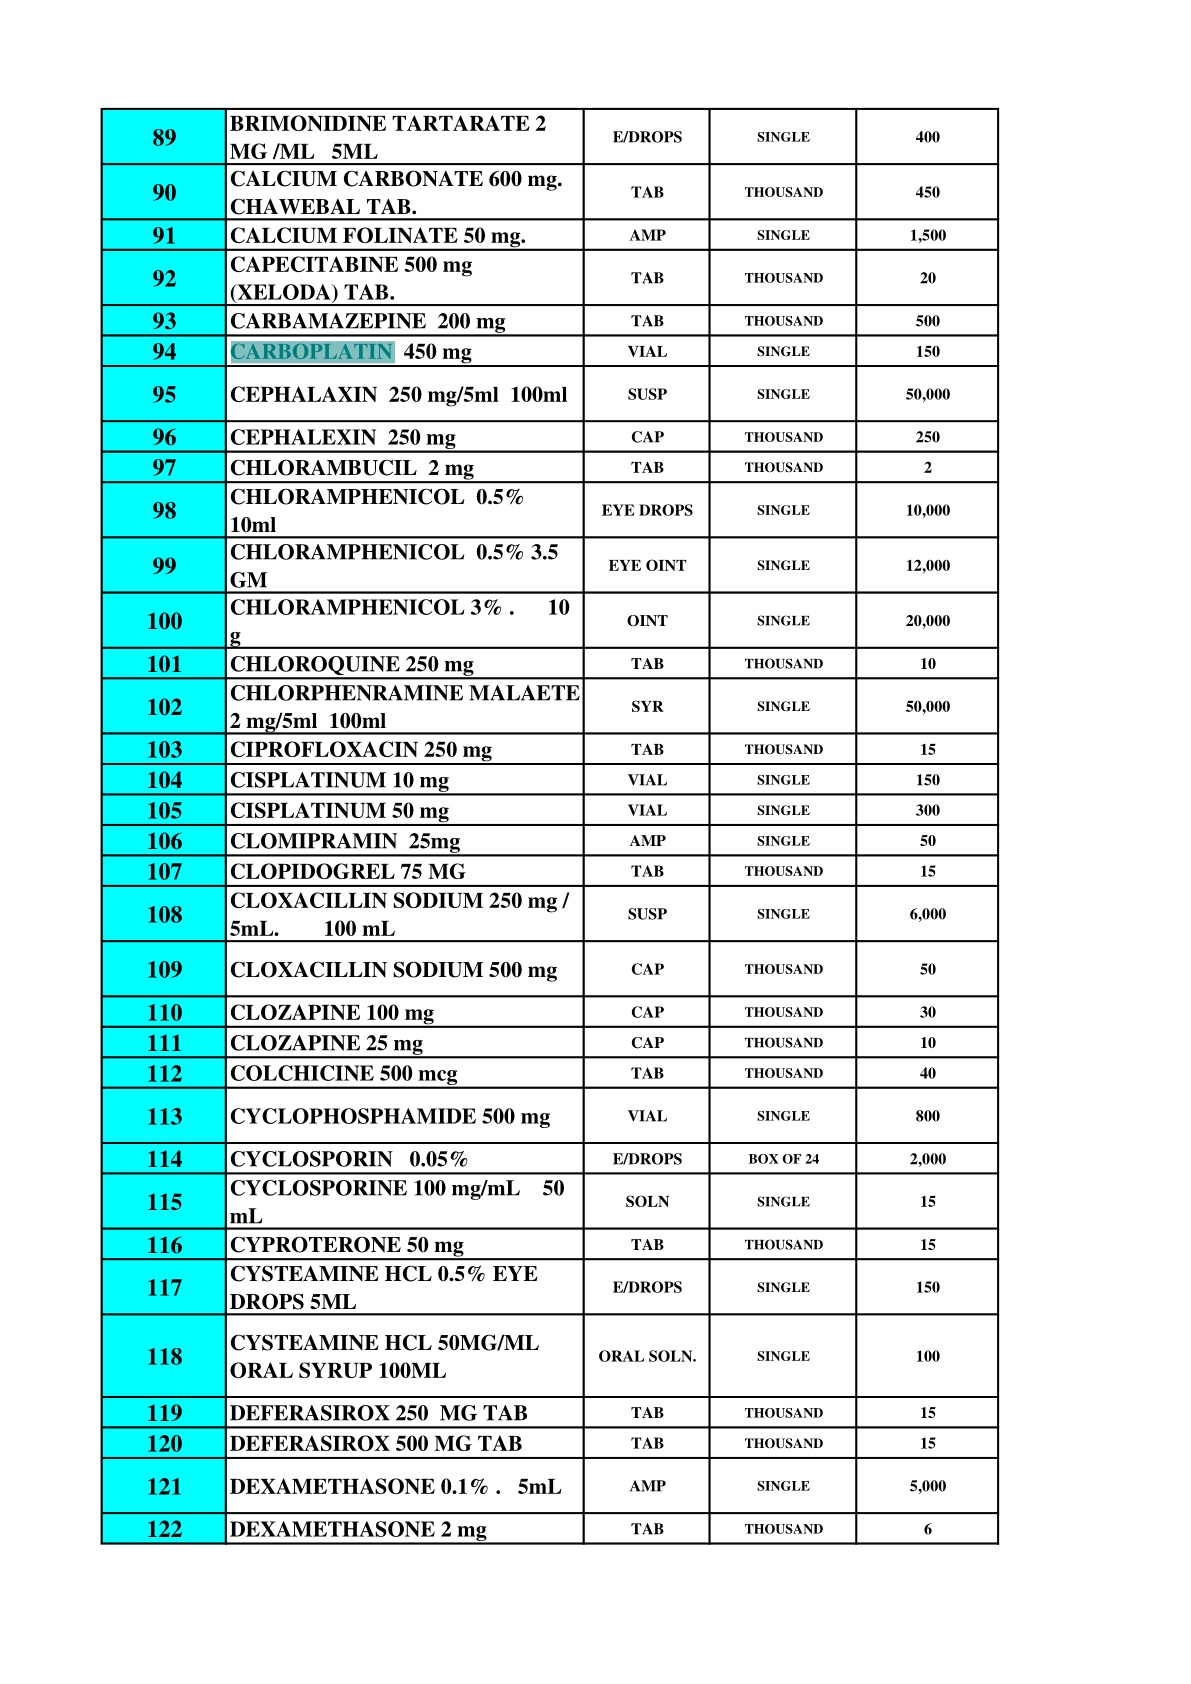 89 BRIMONIDINE TARTARATE 2 MG /ML 5ML E/DROPS SINGLE 400
90 CALCIUM CARBONATE 600 mg. CHAWEBAL TAB. TAB THOUSAND 450
91 CALCIUM FOLINATE 50 mg. AMP SINGLE 1,500
92 CAPECITABINE 500 mg (XELODA) TAB. TAB THOUSAND 20
93 CARBAMAZEPINE 200 mg TAB THOUSAND 500
94 CARBOPLATIN 450 mg VIAL SINGLE 150
95 CEPHALAXIN 250 mg/5ml 100ml SUSP SINGLE 50,000
96 CEPHALEXIN 250 mg CAP THOUSAND 250
97 CHLORAMBUCIL 2 mg TAB THOUSAND 2
98 CHLORAMPHENICOL 0.5% 10ml EYE DROPS SINGLE 10,000
99 CHLORAMPHENICOL 0.5% 3.5 GM EYE OINT SINGLE 12,000
100 CHLORAMPHENICOL 3% . 10 g OINT SINGLE 20,000
101 CHLOROQUINE 250 mg TAB THOUSAND 10
102 CHLORPHENRAMINE MALAETE 2 mg/5ml 100ml SYR SINGLE 50,000
103 CIPROFLOXACIN 250 mg TAB THOUSAND 15
104 CISPLATINUM 10 mg VIAL SINGLE 150
105 CISPLATINUM 50 mg VIAL SINGLE 300
106 CLOMIPRAMIN 25mg AMP SINGLE 50
107 CLOPIDOGREL 75 MG TAB THOUSAND 15
108 CLOXACILLIN SODIUM 250 mg / 5mL. 100 mL SUSP SINGLE 6,000
109 CLOXACILLIN SODIUM 500 mg CAP THOUSAND 50
110 CLOZAPINE 100 mg CAP THOUSAND 30
111 CLOZAPINE 25 mg CAP THOUSAND 10
112 COLCHICINE 500 mcg TAB THOUSAND 40
113 CYCLOPHOSPHAMIDE 500 mg VIAL SINGLE 800
114 CYCLOSPORIN 0.05% E/DROPS BOX OF 24 2,000
115 CYCLOSPORINE 100 mg/mL 50 mL SOLN SINGLE 15
116 CYPROTERONE 50 mg TAB THOUSAND 15
117 CYSTEAMINE HCL 0.5% EYE DROPS 5ML E/DROPS SINGLE 150
118 CYSTEAMINE HCL 50MG/ML ORAL SYRUP 100ML ORAL SOLN. SINGLE 100
119 DEFERASIROX 250 MG TAB TAB THOUSAND 15
120 DEFERASIROX 500 MG TAB TAB THOUSAND 15
121 DEXAMETHASONE 0.1% . 5mL AMP SINGLE 5,000
122 DEXAMETHASONE 2 mg TAB THOUSAND 6